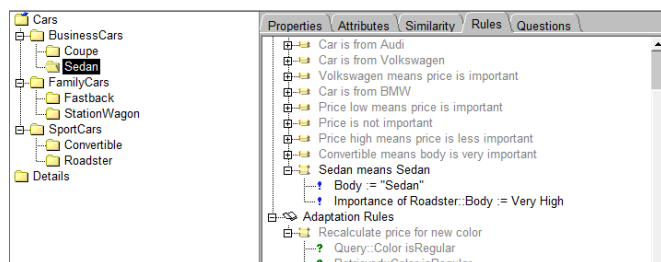 Cars
BusinessCars
Coupe
Sedan
FamilyCars
Fastback
StationWagon
SportCars
Convertible
Roadster
Details
Properties Attributes Similarity Rules Questions
Car is from Audi
Car is from Volkswagen
Volkswagen means price is important
Car is from BMW
Price low means price is important
Price is not important
Price high means price is less important
Convertible means body is very important
Sedan means Sedan
! Body := "Sedan"
! Importance of Roadster::Body := Very High
Adaptation Rules
Recalculate price for new color
? Query::Color isRegular
? Retrieved::Color isRegular